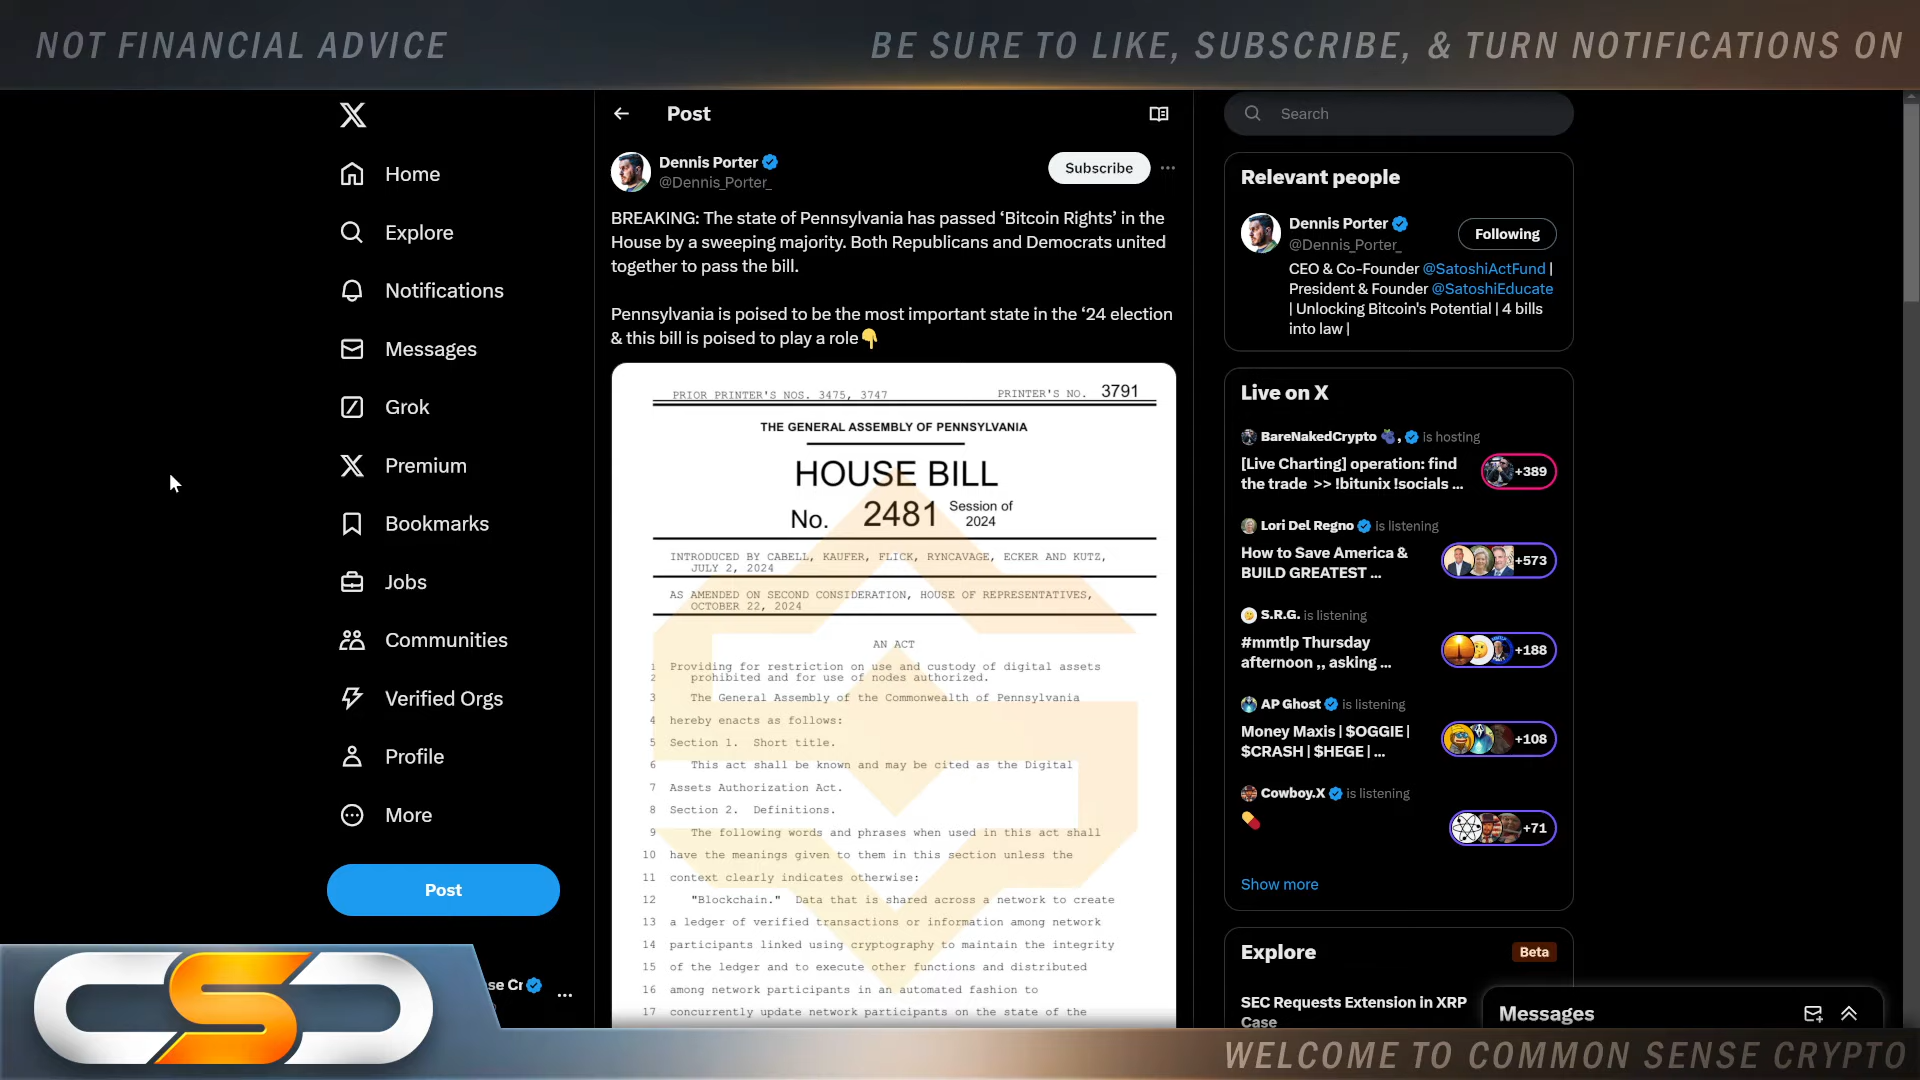 NOT FINANCIAL ADVICE
BE SURE TO LIKE, SUBSCRIBE, & TURN NOTIFICATIONS ON
Home
Explore
Notifications
Messages
Grok
Premium
Bookmarks
Jobs
Communities
Verified Orgs
Profile
More
Post
se Cr
Post
Dennis Porter
@Dennis_Porter_
Subscribe
BREAKING: The state of Pennsylvania has passed ‘Bitcoin Rights’ in the
House by a sweeping majority. Both Republicans and Democrats united
together to pass the bill.
Pennsylvania is poised to be the most important state in the ‘24 election
& this bill is poised to play a role👇
PRIOR PRINTER'S NOS. 3475, 3747
PRINTER'S NO. 3791
THE GENERAL ASSEMBLY OF PENNSYLVANIA
HOUSE BILL
No. 2481 Session of
2024
INTRODUCED BY CABELL, KAUFER, FLICK, RYNCAVAGE, ECKER AND KUTZ,
JULY 2, 2024
AS AMENDED ON SECOND CONSIDERATION, HOUSE OF REPRESENTATIVES,
OCTOBER 22, 2024
AN ACT
1 Providing for restriction on use and custody of digital assets
2 prohibited and for use of nodes authorized.
3 The General Assembly of the Commonwealth of Pennsylvania
4 hereby enacts as follows:
5 Section 1. Short title.
6 This act shall be known and may be cited as the Digital
7 Assets Authorization Act.
8 Section 2. Definitions.
9 The following words and phrases when used in this act shall
10 have the meanings given to them in this section unless the
11 context clearly indicates otherwise:
12 "Blockchain." Data that is shared across a network to create
13 a ledger of verified transactions or information among network
14 participants linked using cryptography to maintain the integrity
15 of the ledger and to execute other functions and distributed
16 among network participants in an automated fashion to
17 concurrently update network participants on the state of the
Search
Relevant people
Dennis Porter
@Dennis_Porter_
Following
CEO & Co-Founder @SatoshiActFund |
President & Founder @SatoshiEducate
| Unlocking Bitcoin's Potential | 4 bills
into law |
Live on X
BareNakedCrypto 🍇, is hosting
[Live Charting] operation: find
the trade >> !bitunix !socials ...
+389
Lori Del Regno is listening
How to Save America &
BUILD GREATEST ...
+573
S.R.G. is listening
#mmtlp Thursday
afternoon ,, asking ...
+188
AP Ghost is listening
Money Maxis | $OGGIE |
$CRASH | $HEGE | ...
+108
Cowboy.X is listening
💊
+71
Show more
Explore
Beta
SEC Requests Extension in XRP
Case
Messages
CSC
WELCOME TO COMMON SENSE CRYPTO